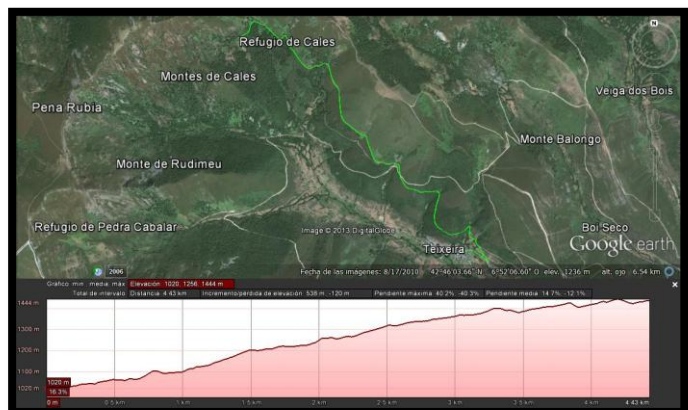 Refugio de Cales
Montes de Cales
Veiga dos Bois
Pena Rubia
Monte Balongo
Monte de Rudimeu
Refugio de Pedra Cabalar
Boi Seco
Image © 2013 DigitalGlobe
Teixeira
Google earth
2006
Fecha de las imágenes: 8/17/2010 42°46'03.66" N 6°52'06.60" O elev. 1236 m alt. ojo 6.54 km
Gráfico: mín. media, máx. Elevación: 1020, 1256, 1444 m
Total de intervalo: Distancia: 4.43 km Incremento/pérdida de elevación: 538 m, -120 m Pendiente máxima: 40.2%, -40.3% Pendiente media: 14.7%, -12.1%
1444 m
1300 m
1200 m
1100 m
1020 m
1020 m
16.3%
0 m 0.5 km 1 km 1.5 km 2 km 2.5 km 3 km 3.5 km 4 km 4.43 km